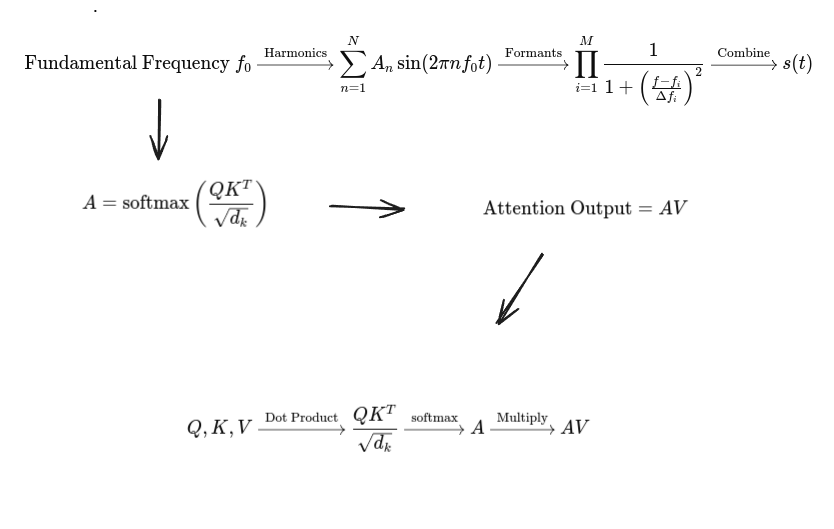 Fundamental Frequency $f_0 \xrightarrow{\text{Harmonics}} \sum_{n=1}^{N} A_n \sin(2\pi n f_0 t) \xrightarrow{\text{Formants}} \prod_{i=1}^{M} \frac{1}{1 + \left(\frac{f - f_i}{\Delta f_i}\right)^2} \xrightarrow{\text{Combine}} s(t)$
$A = \text{softmax}\left(\frac{QK^T}{\sqrt{d_k}}\right)$
Attention Output $= AV$
$Q, K, V \xrightarrow{\text{Dot Product}} \frac{QK^T}{\sqrt{d_k}} \xrightarrow{\text{softmax}} A \xrightarrow{\text{Multiply}} AV$